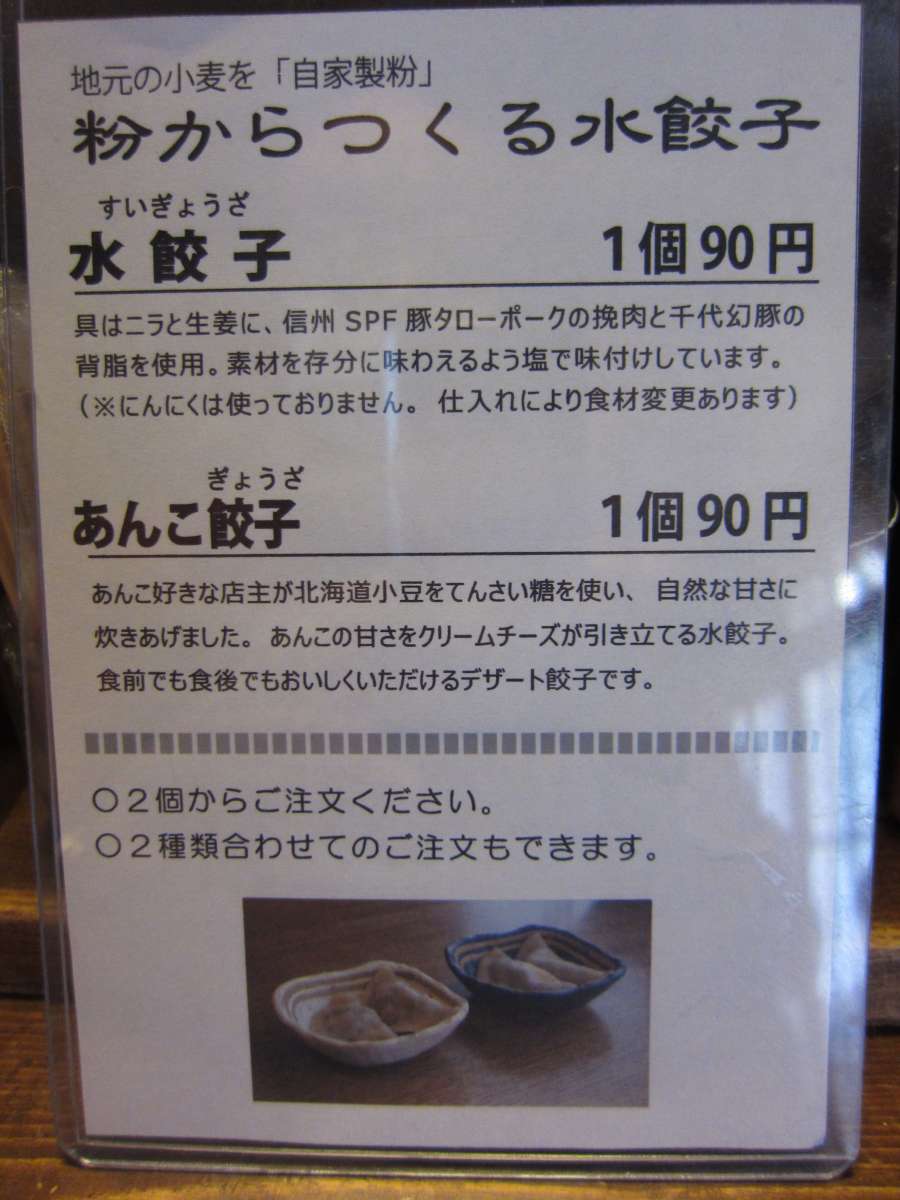 地元の小麦を「自家製粉」
粉からつくる水餃子
すいぎょうざ
水餃子 1個90円
具はニラと生姜に、信州SPF豚タローポークの挽肉と千代幻豚の
背脂を使用。素材を存分に味わえるよう塩で味付けしています。
（※にんにくは使っておりません。 仕入れにより食材変更あります）
ぎょうざ
あんこ餃子 1個90円
あんこ好きな店主が北海道小豆をてんさい糖を使い、 自然な甘さに
炊きあげました。 あんこの甘さをクリームチーズが引き立てる水餃子。
食前でも食後でもおいしくいただけるデザート餃子です。
○2個からご注文ください。
○2種類合わせてのご注文もできます。